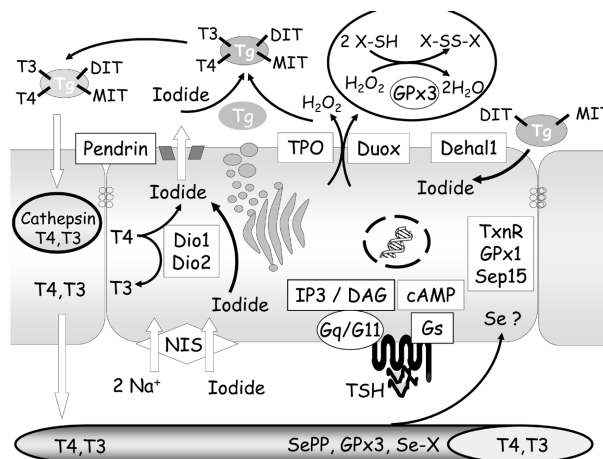 T3
DIT
Tg
T4
MIT
T3
DIT
Tg
T4
MIT
Iodide
Tg
2 X-SH
X-SS-X
H2O2
GPx3
2H2O
H2O2
DIT
MIT
Tg
Pendrin
TPO
Duox
Dehal1
Iodide
Iodide
Cathepsin
T4,T3
T4,T3
T4
T3
Dio1
Dio2
Iodide
TxnR
GPx1
Sep15
IP3 / DAG
cAMP
Gq/G11
Gs
Se ?
NIS
2 Na⁺
Iodide
TSH
T4,T3
SePP, GPx3, Se-X
T4,T3